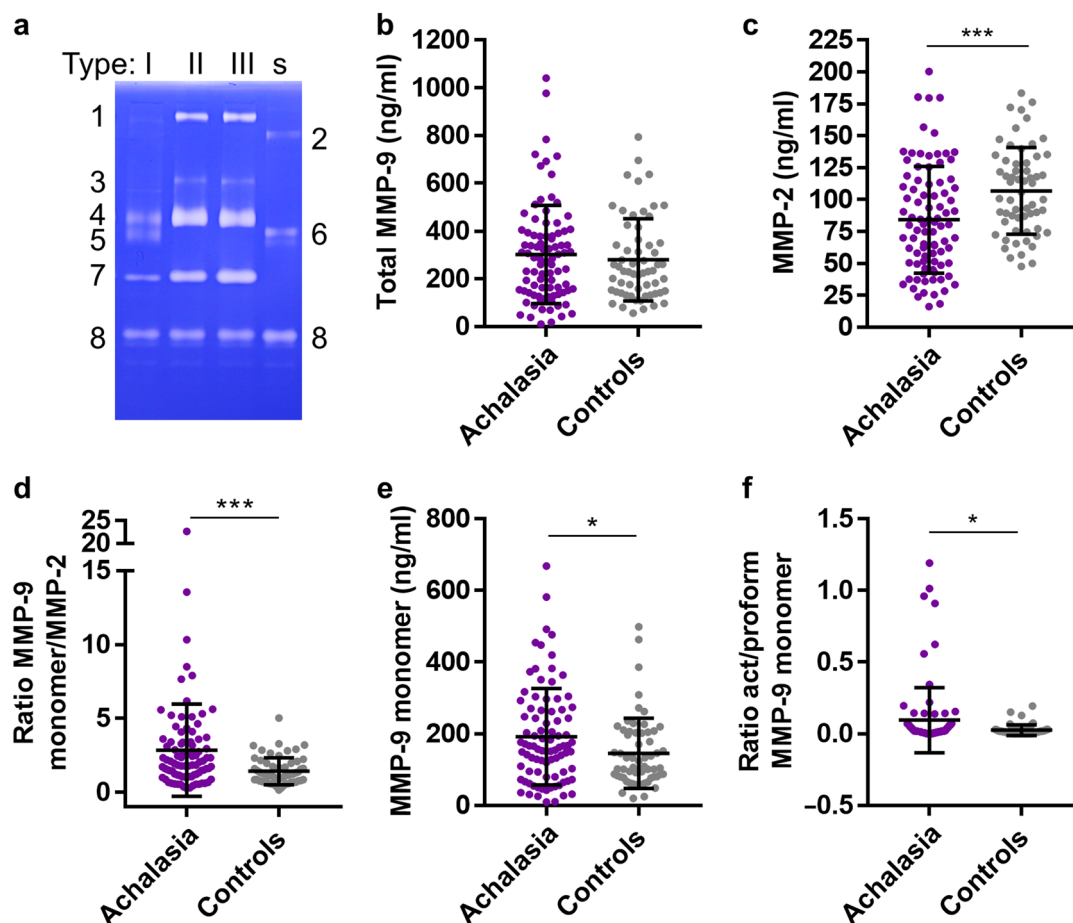 a
Type: I II III s
1
2
3
4
5
6
7
8 8
b
Total MMP-9 (ng/ml)
1200
1000
800
600
400
200
0
Achalasia
Controls
c
MMP-2 (ng/ml)
225
200
175
150
125
100
75
50
25
0
***
Achalasia
Controls
d
Ratio MMP-9
monomer/MMP-2
25
20
15
10
5
0
***
Achalasia
Controls
e
MMP-9 monomer (ng/ml)
800
600
400
200
0
*
Achalasia
Controls
f
Ratio act/proform
MMP-9 monomer
1.5
1.0
0.5
0.0
–0.5
*
Achalasia
Controls